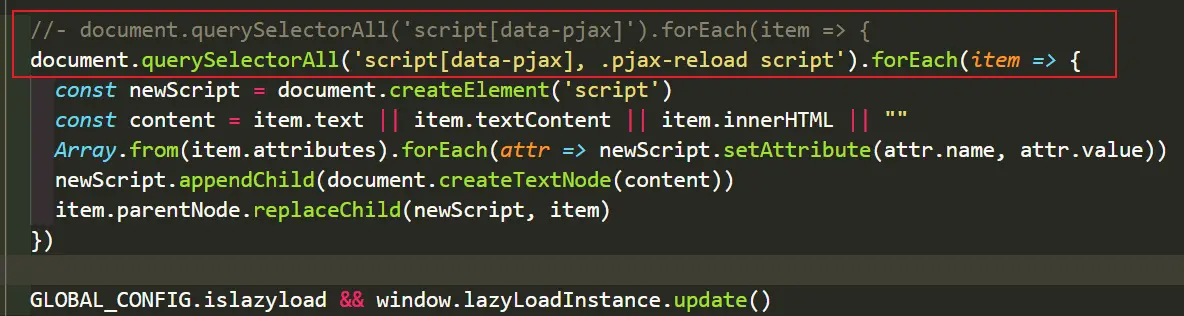 //- document.querySelectorAll('script[data-pjax]').forEach(item => {
document.querySelectorAll('script[data-pjax], .pjax-reload script').forEach(item => {
  const newScript = document.createElement('script')
  const content = item.text || item.textContent || item.innerHTML || ""
  Array.from(item.attributes).forEach(attr => newScript.setAttribute(attr.name, attr.value))
  newScript.appendChild(document.createTextNode(content))
  item.parentNode.replaceChild(newScript, item)
})
GLOBAL_CONFIG.islazyload && window.lazyLoadInstance.update()